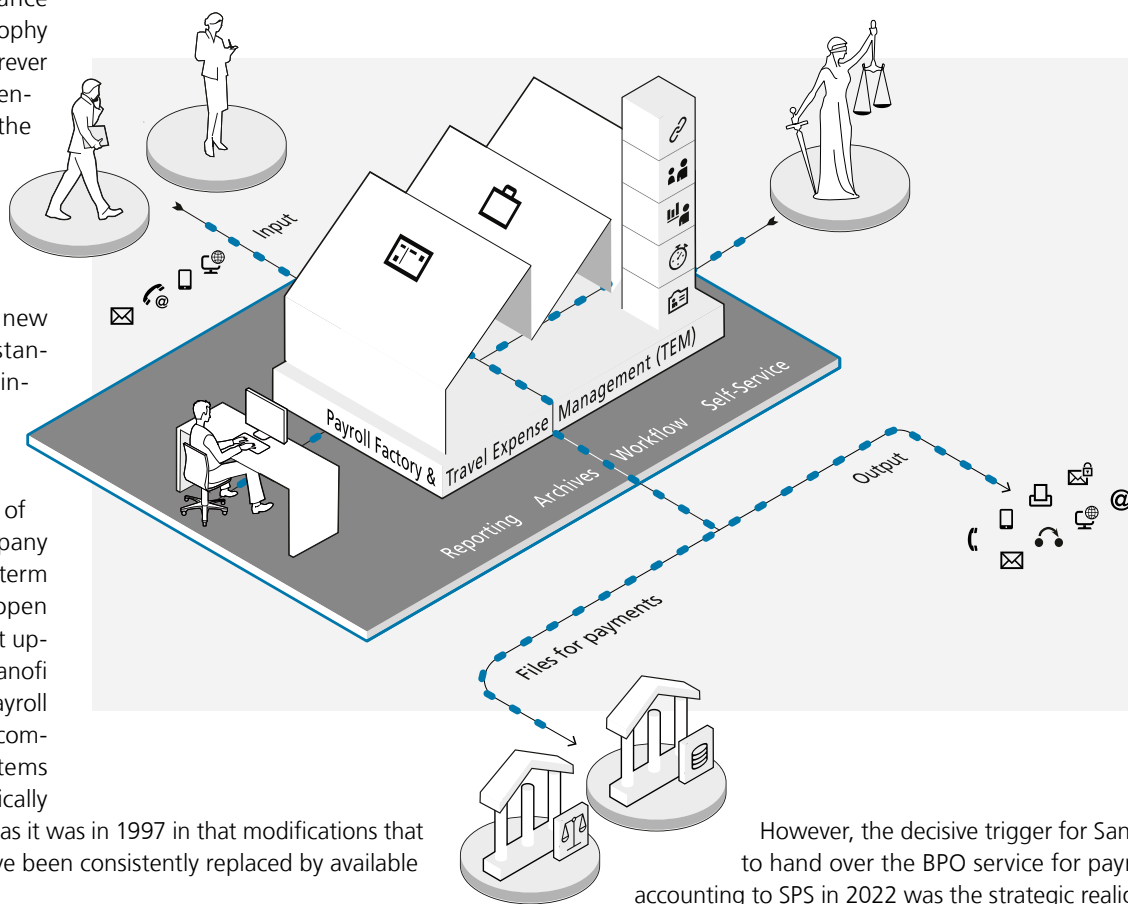 ance
ophy
rever
en-
the
new
stan-
in-
of
pany
term
open
t up-
anofi
ayroll
com-
tems
ically
as it was in 1997 in that modifications that
ve been consistently replaced by available
Input
Payroll Factory & Travel Expense Management (TEM)
Reporting Archives Workflow Self-Service
Output
Files for payments
However, the decisive trigger for San
to hand over the BPO service for payr
accounting to SPS in 2022 was the strategic realig